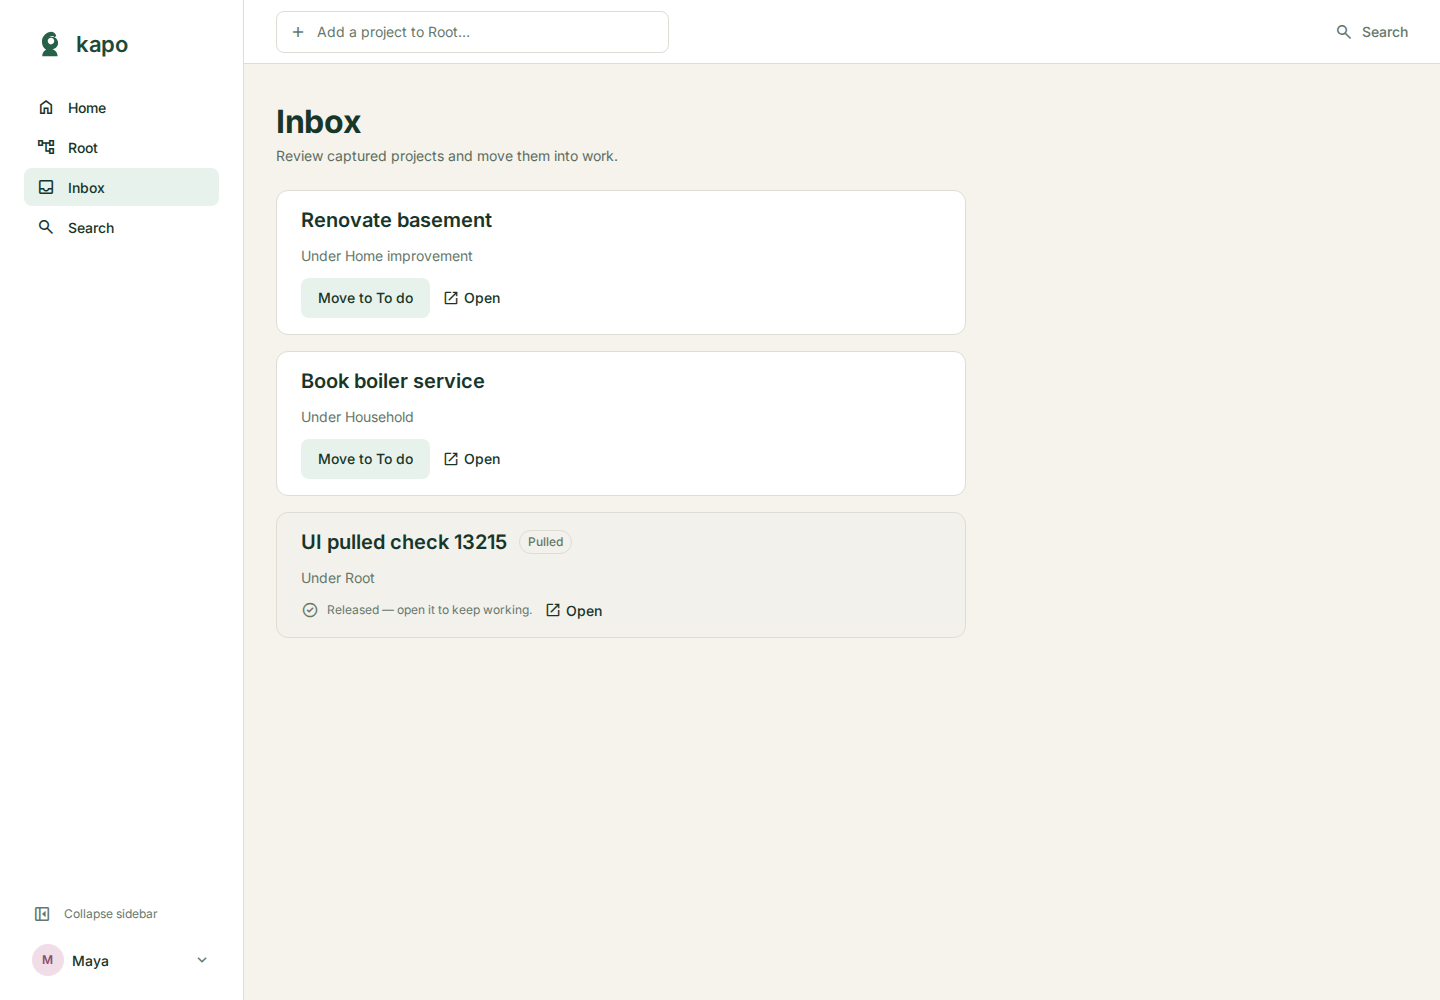 kapo
Home
Root
Inbox
Search
Collapse sidebar
M
Maya
Add a project to Root...
Search
Inbox
Review captured projects and move them into work.
Renovate basement
Under Home improvement
Move to To do
Open
Book boiler service
Under Household
Move to To do
Open
UI pulled check 13215
Pulled
Under Root
Released — open it to keep working.
Open